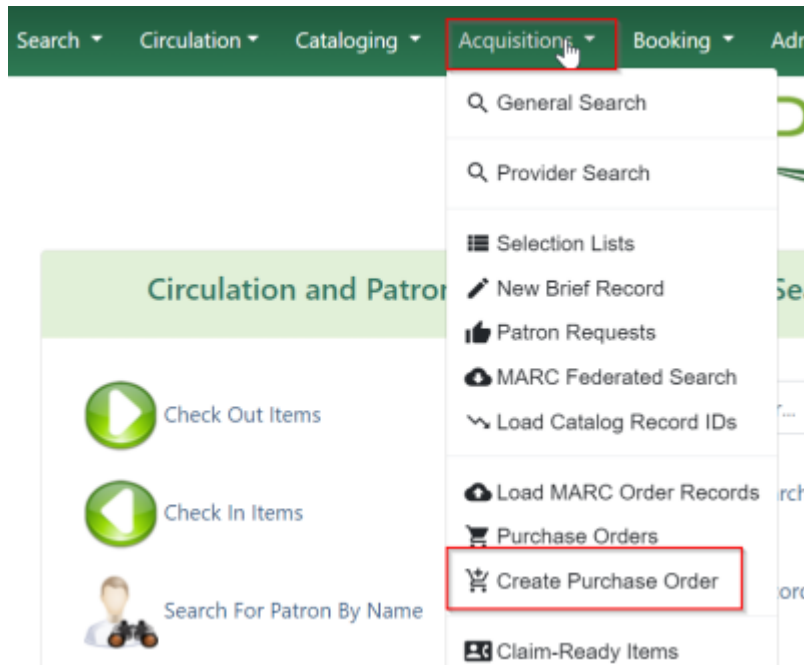 Search Circulation Cataloging Acquisitions Booking
General Search
Provider Search
Selection Lists
Circulation and
New Brief Record
Patron Requests
MARC Federated Search
Check Out Items
Load Catalog Record IDs
Load MARC Order Records
Check In Items
Purchase Orders
Create Purchase Order
Search For Patron By Name
Claim-Ready Items